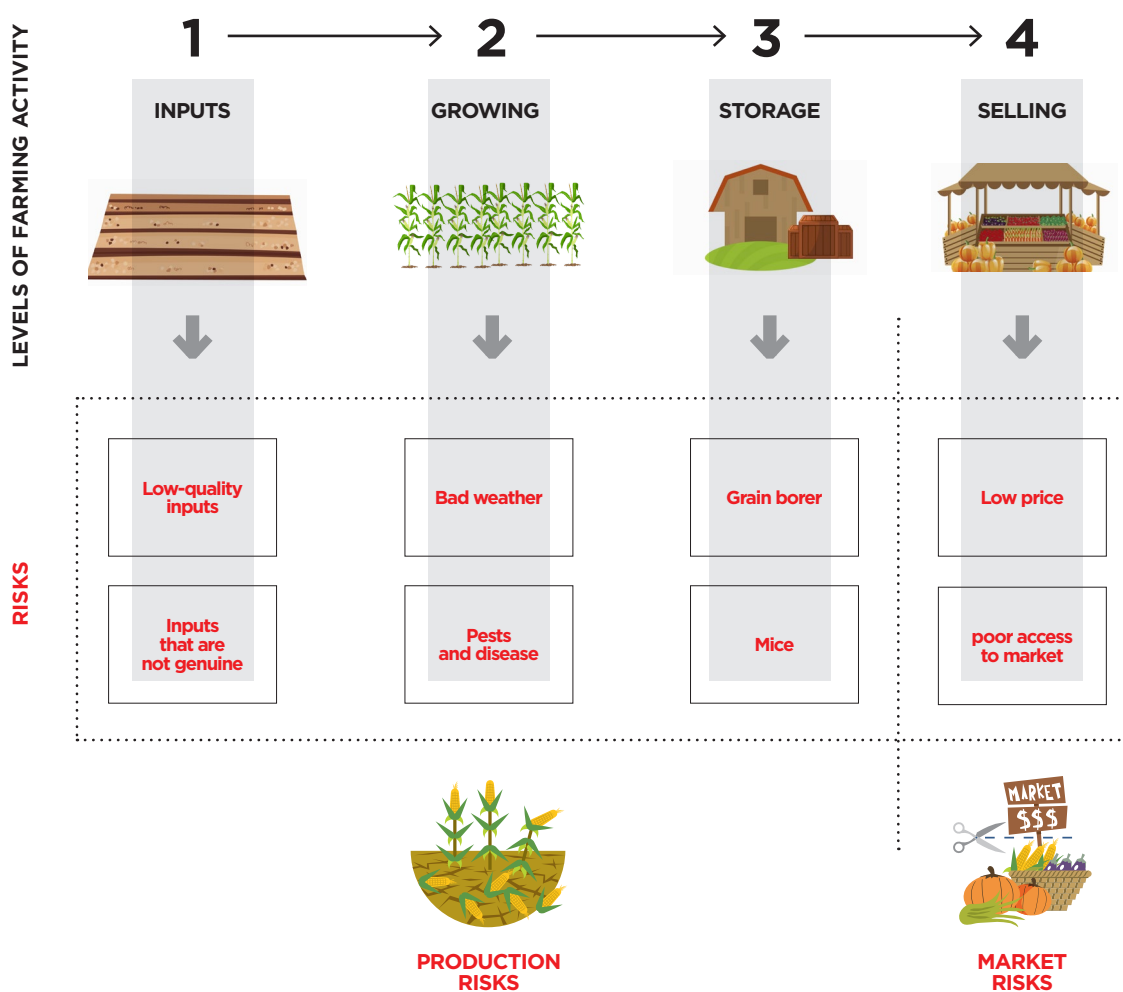 LEVELS OF FARMING ACTIVITY
1
2
3
4
INPUTS
GROWING
STORAGE
SELLING
RISKS
Low-quality
inputs
Bad weather
Grain borer
Low price
Inputs
that are
not genuine
Pests
and disease
Mice
poor access
to market
MARKET
$$$
PRODUCTION
RISKS
MARKET
RISKS